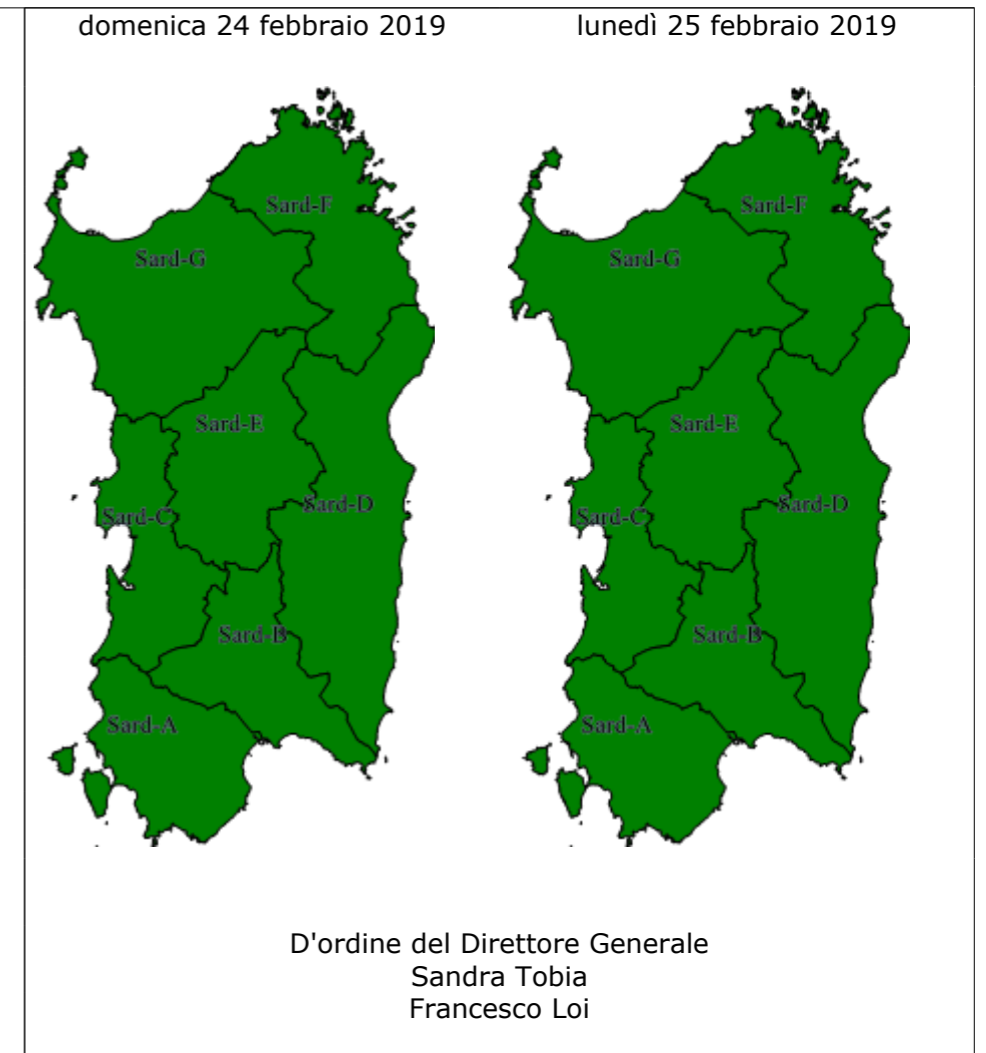 domenica 24 febbraio 2019
lunedì 25 febbraio 2019
Sard-F
Sard-G
Sard-E
Sard-D
Sard-C
Sard-B
Sard-A
Sard-F
Sard-G
Sard-E
Sard-D
Sard-C
Sard-B
Sard-A
D'ordine del Direttore Generale
Sandra Tobia
Francesco Loi